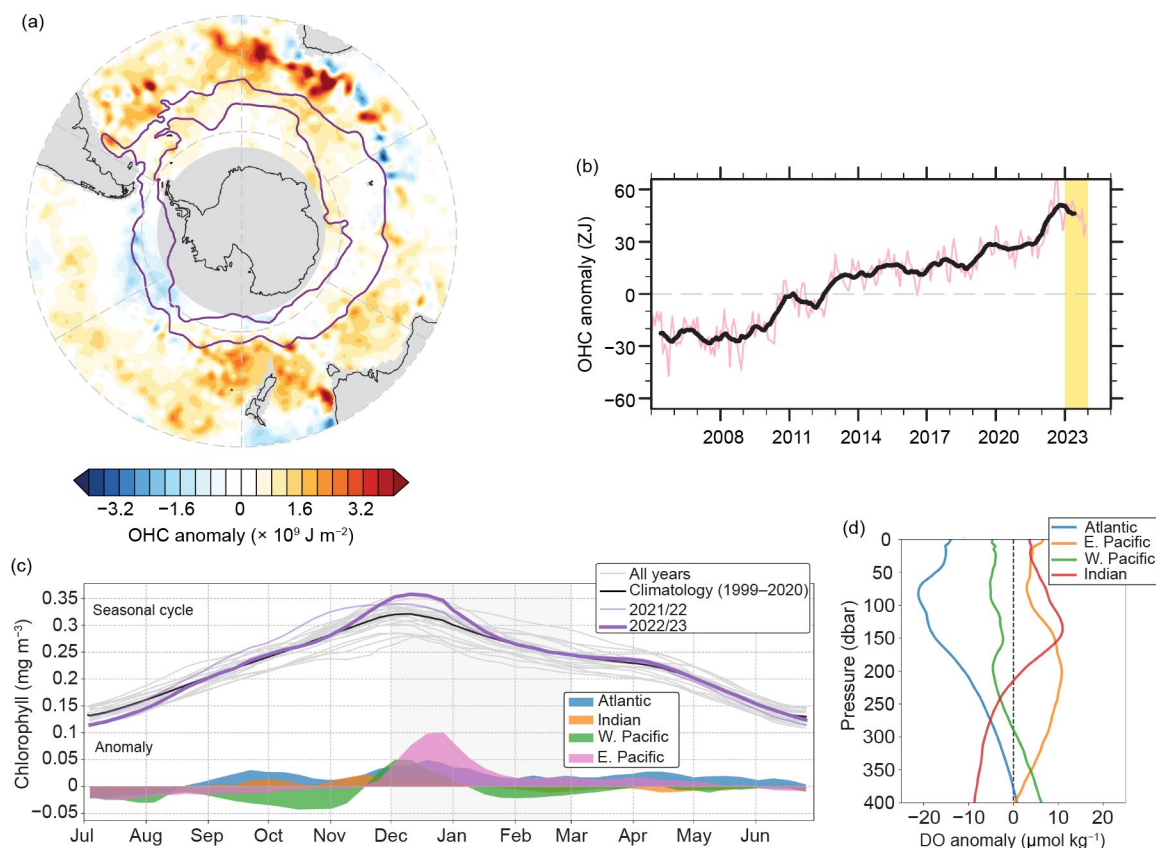 (a)
−3.2 −1.6 0 1.6 3.2
OHC anomaly (× 10⁹ J m⁻²)
(b)
OHC anomaly (ZJ)
60
30
0
−30
−60
2008 2011 2014 2017 2020 2023
(c)
Chlorophyll (mg m⁻³)
0.35
0.3
0.25
0.2
0.15
0.1
0.05
0
−0.05
Seasonal cycle
Anomaly
All years
Climatology (1999–2020)
2021/22
2022/23
Atlantic
Indian
W. Pacific
E. Pacific
Jul Aug Sep Oct Nov Dec Jan Feb Mar Apr May Jun
(d)
Atlantic
E. Pacific
W. Pacific
Indian
Pressure (dbar)
0
50
100
150
200
250
300
350
400
−20 −10 0 10 20
DO anomaly (μmol kg⁻¹)